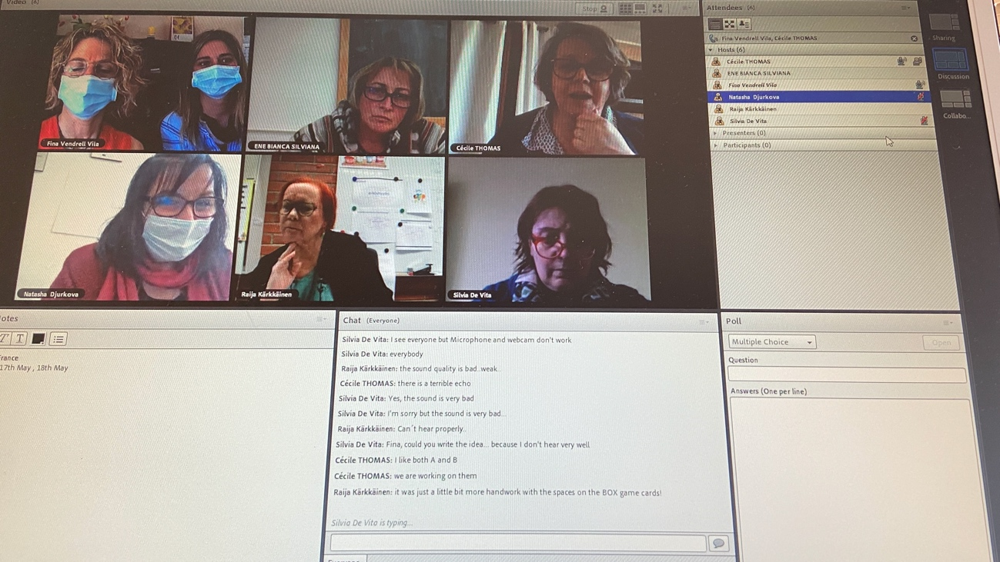 Video (6)
Stop
Fina Vendrell Vila
ENE BIANCA SILVIANA
Cécile THOMAS
Natasha Djurkova
Raija Kärkkäinen
Silvia De Vita
Attendees (6)
Fina Vendrell Vila, Cécile THOMAS
Hosts (6)
Cécile THOMAS
ENE BIANCA SILVIANA
Fina Vendrell Vila
Natasha Djurkova
Raija Kärkkäinen
Silvia De Vita
Presenters (0)
Participants (0)
Sharing
Discussion
Collabo...
otes
France
17th May , 18th May
Chat (Everyone)
Silvia De Vita: I see everyone but Microphone and webcam don't work
Silvia De Vita: everybody
Raija Kärkkäinen: the sound quality is bad..weak..
Cécile THOMAS: there is a terrible echo
Silvia De Vita: Yes, the sound is very bad
Silvia De Vita: I'm sorry but the sound is very bad...
Raija Kärkkäinen: Can´t hear properly..
Silvia De Vita: Fina, could you write the idea... because I don't hear very well
Cécile THOMAS: I like both A and B
Cécile THOMAS: we are working on them
Raija Kärkkäinen: it was just a little bit more handwork with the spaces on the BOX game cards!
Silvia De Vita is typing...
Poll
Multiple Choice
Open
Question
Answers (One per line)